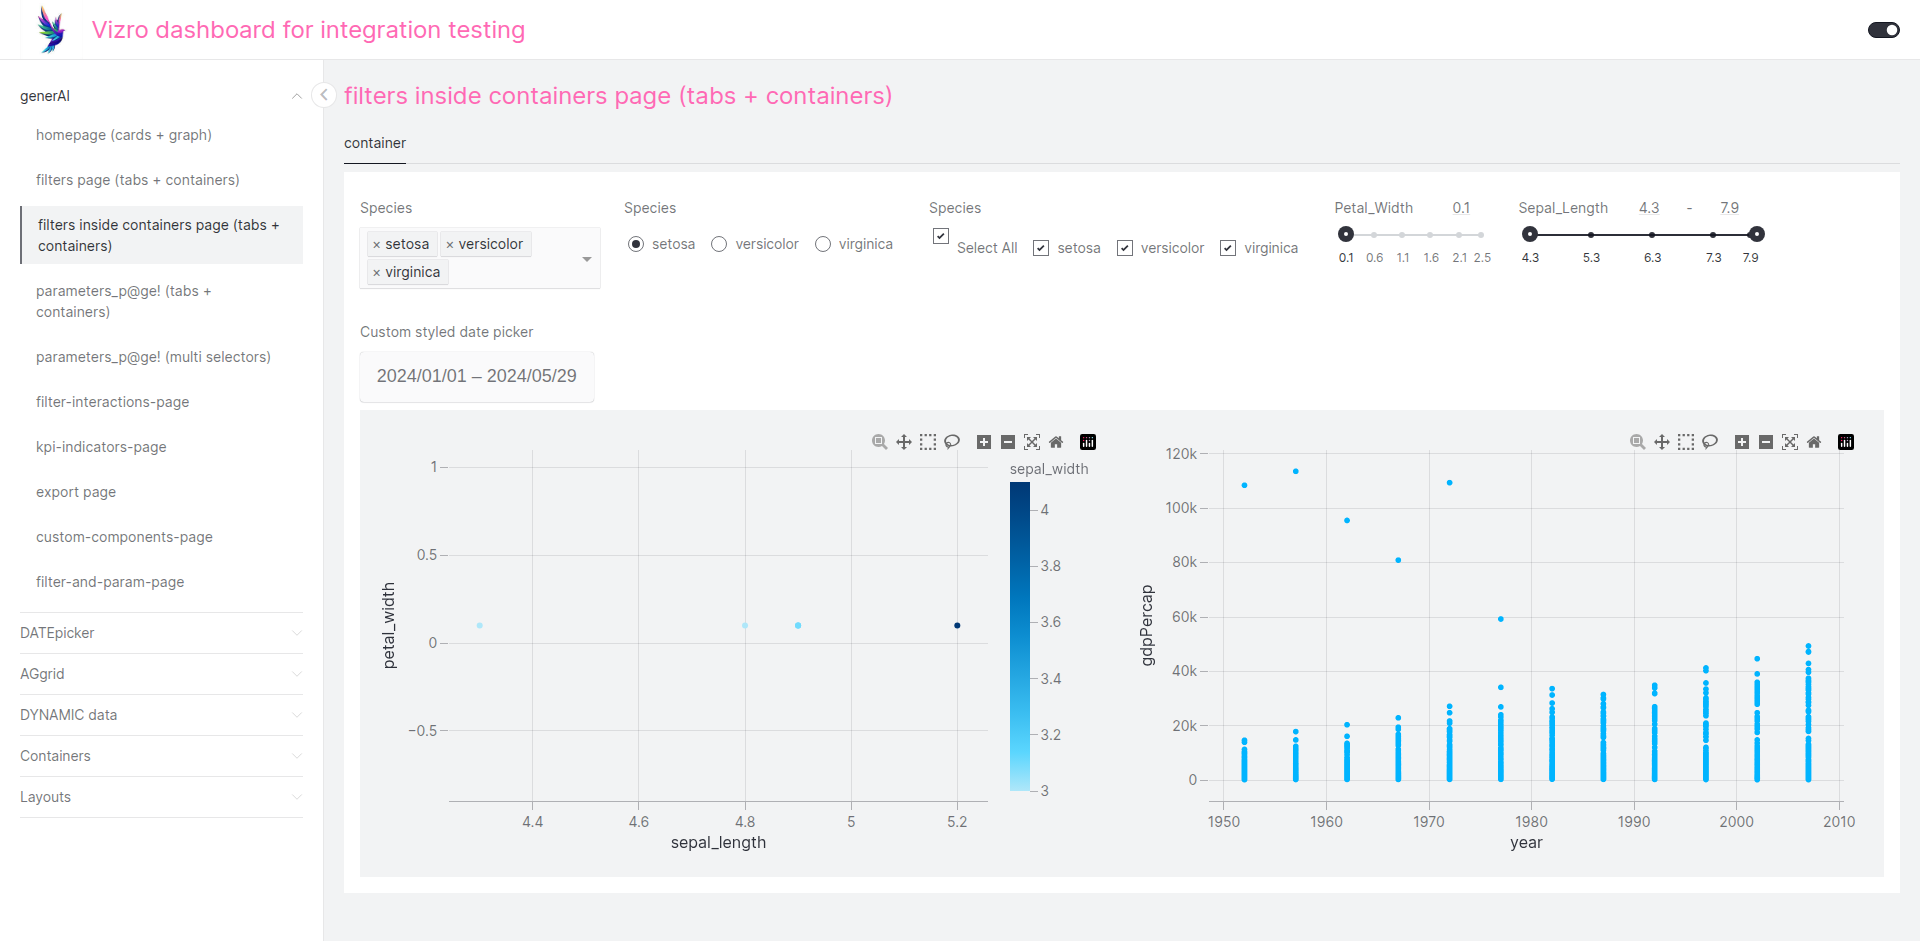 Vizro dashboard for integration testing
generAI
homepage (cards + graph)
filters page (tabs + containers)
filters inside containers page (tabs +
containers)
parameters_p@ge! (tabs +
containers)
parameters_p@ge! (multi selectors)
filter-interactions-page
kpi-indicators-page
export page
custom-components-page
filter-and-param-page
DATEpicker
AGgrid
DYNAMIC data
Containers
Layouts
filters inside containers page (tabs + containers)
container
Species
× setosa × versicolor
× virginica
Species
setosa versicolor virginica
Species
Select All setosa versicolor virginica
Petal_Width 0.1
0.1 0.6 1.1 1.6 2.1 2.5
Sepal_Length 4.3 - 7.9
4.3 5.3 6.3 7.3 7.9
Custom styled date picker
2024/01/01 – 2024/05/29
petal_width
1
0.5
0
−0.5
4.4 4.6 4.8 5 5.2
sepal_length
sepal_width
4
3.8
3.6
3.4
3.2
3
gdpPercap
120k
100k
80k
60k
40k
20k
0
1950 1960 1970 1980 1990 2000 2010
year